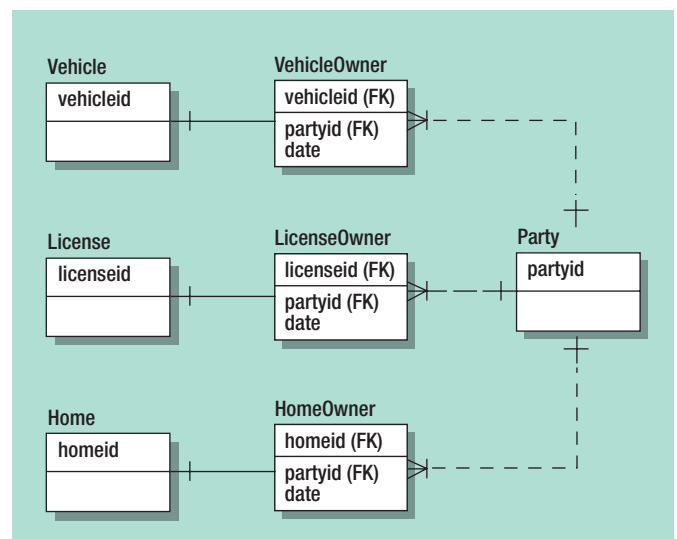 Vehicle
vehicleid
VehicleOwner
vehicleid (FK)
partyid (FK)
date
License
licenseid
LicenseOwner
licenseid (FK)
partyid (FK)
date
Party
partyid
Home
homeid
HomeOwner
homeid (FK)
partyid (FK)
date